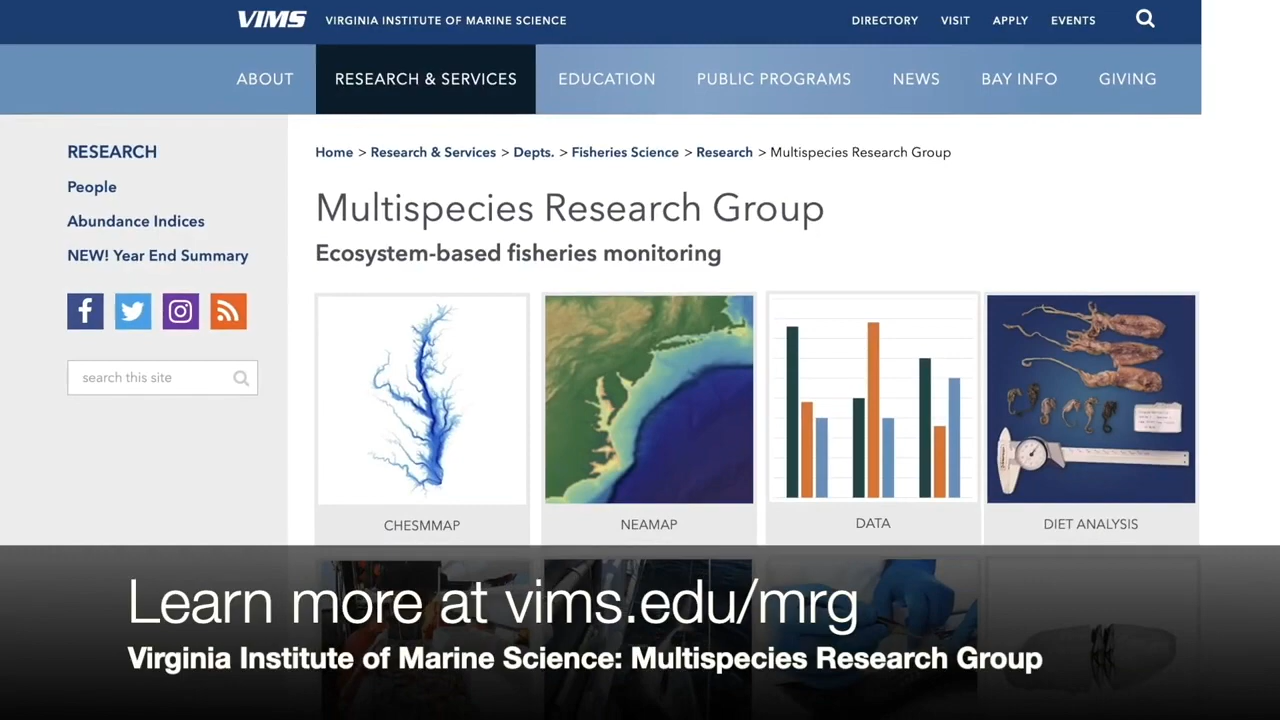 VIMS VIRGINIA INSTITUTE OF MARINE SCIENCE DIRECTORY VISIT APPLY EVENTS
ABOUT RESEARCH & SERVICES EDUCATION PUBLIC PROGRAMS NEWS BAY INFO GIVING
RESEARCH
People
Abundance Indices
NEW! Year End Summary
search this site
Home > Research & Services > Depts. > Fisheries Science > Research > Multispecies Research Group
Multispecies Research Group
Ecosystem-based fisheries monitoring
CHESMMAP NEAMAP DATA DIET ANALYSIS
Learn more at vims.edu/mrg
Virginia Institute of Marine Science: Multispecies Research Group